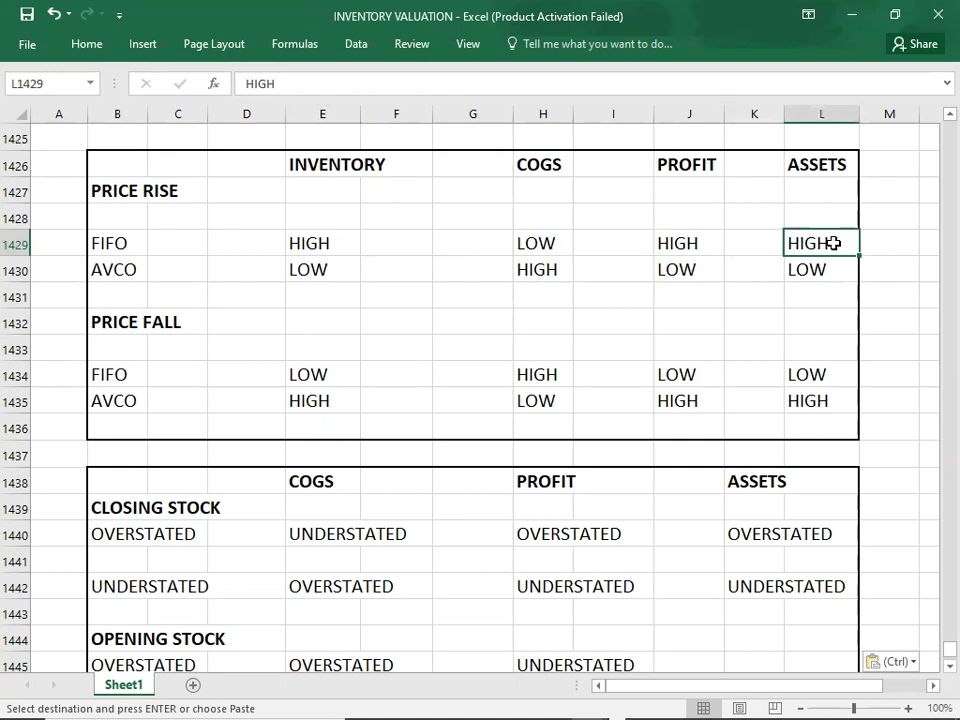 INVENTORY VALUATION - Excel (Product Activation Failed)
File Home Insert Page Layout Formulas Data Review View Tell me what you want to do... Share
L1429 fx HIGH
A B C D E F G H I J K L M
1425
1426 INVENTORY COGS PROFIT ASSETS
1427 PRICE RISE
1428
1429 FIFO HIGH LOW HIGH HIGH
1430 AVCO LOW HIGH LOW LOW
1431
1432 PRICE FALL
1433
1434 FIFO LOW HIGH LOW LOW
1435 AVCO HIGH LOW HIGH HIGH
1436
1437
1438 COGS PROFIT ASSETS
1439 CLOSING STOCK
1440 OVERSTATED UNDERSTATED OVERSTATED OVERSTATED
1441
1442 UNDERSTATED OVERSTATED UNDERSTATED UNDERSTATED
1443
1444 OPENING STOCK
1445 OVERSTATED OVERSTATED UNDERSTATED
(Ctrl)
Sheet1
Select destination and press ENTER or choose Paste 100%